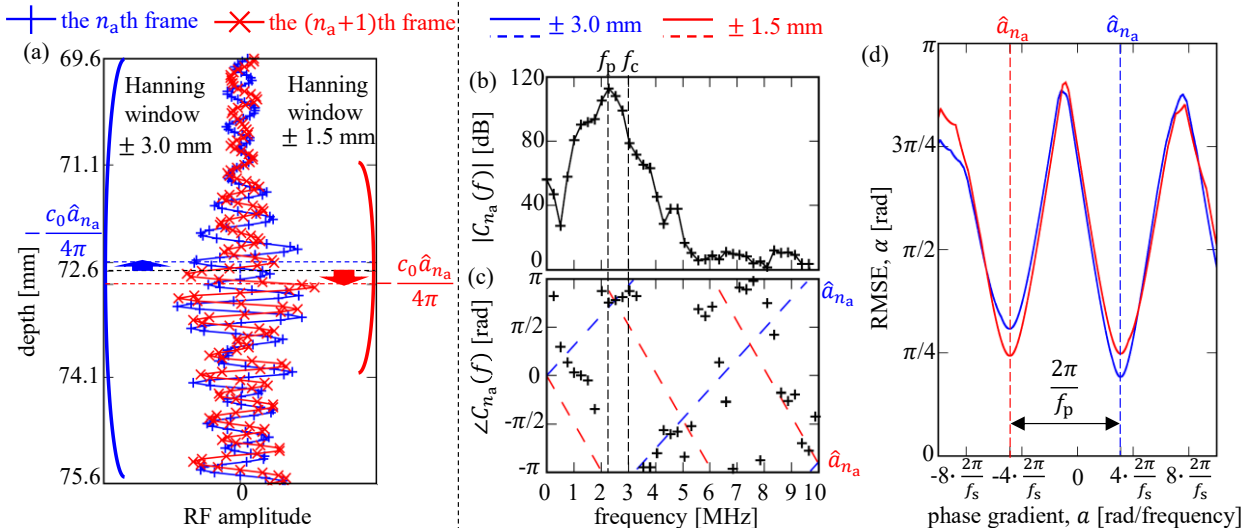 the nₐth frame
the (nₐ+1)th frame
± 3.0 mm
± 1.5 mm
(a)
69.6
71.1
72.6
74.1
75.6
depth [mm]
0
RF amplitude
Hanning
window
± 3.0 mm
Hanning
window
± 1.5 mm
− c₀âₙₐ / 4π
− c₀âₙₐ / 4π
(b)
fₚ
f_c
120
80
40
0
|Cₙₐ(f)| [dB]
(c)
π
π/2
0
-π/2
-π
∠Cₙₐ(f) [rad]
âₙₐ
âₙₐ
0 1 2 3 4 5 6 7 8 9 10
frequency [MHz]
(d)
âₙₐ
âₙₐ
π
3π/4
π/2
π/4
0
RMSE, α [rad]
2π / fₚ
-8· 2π/fₛ
-4· 2π/fₛ
0
4· 2π/fₛ
8· 2π/fₛ
phase gradient, a [rad/frequency]